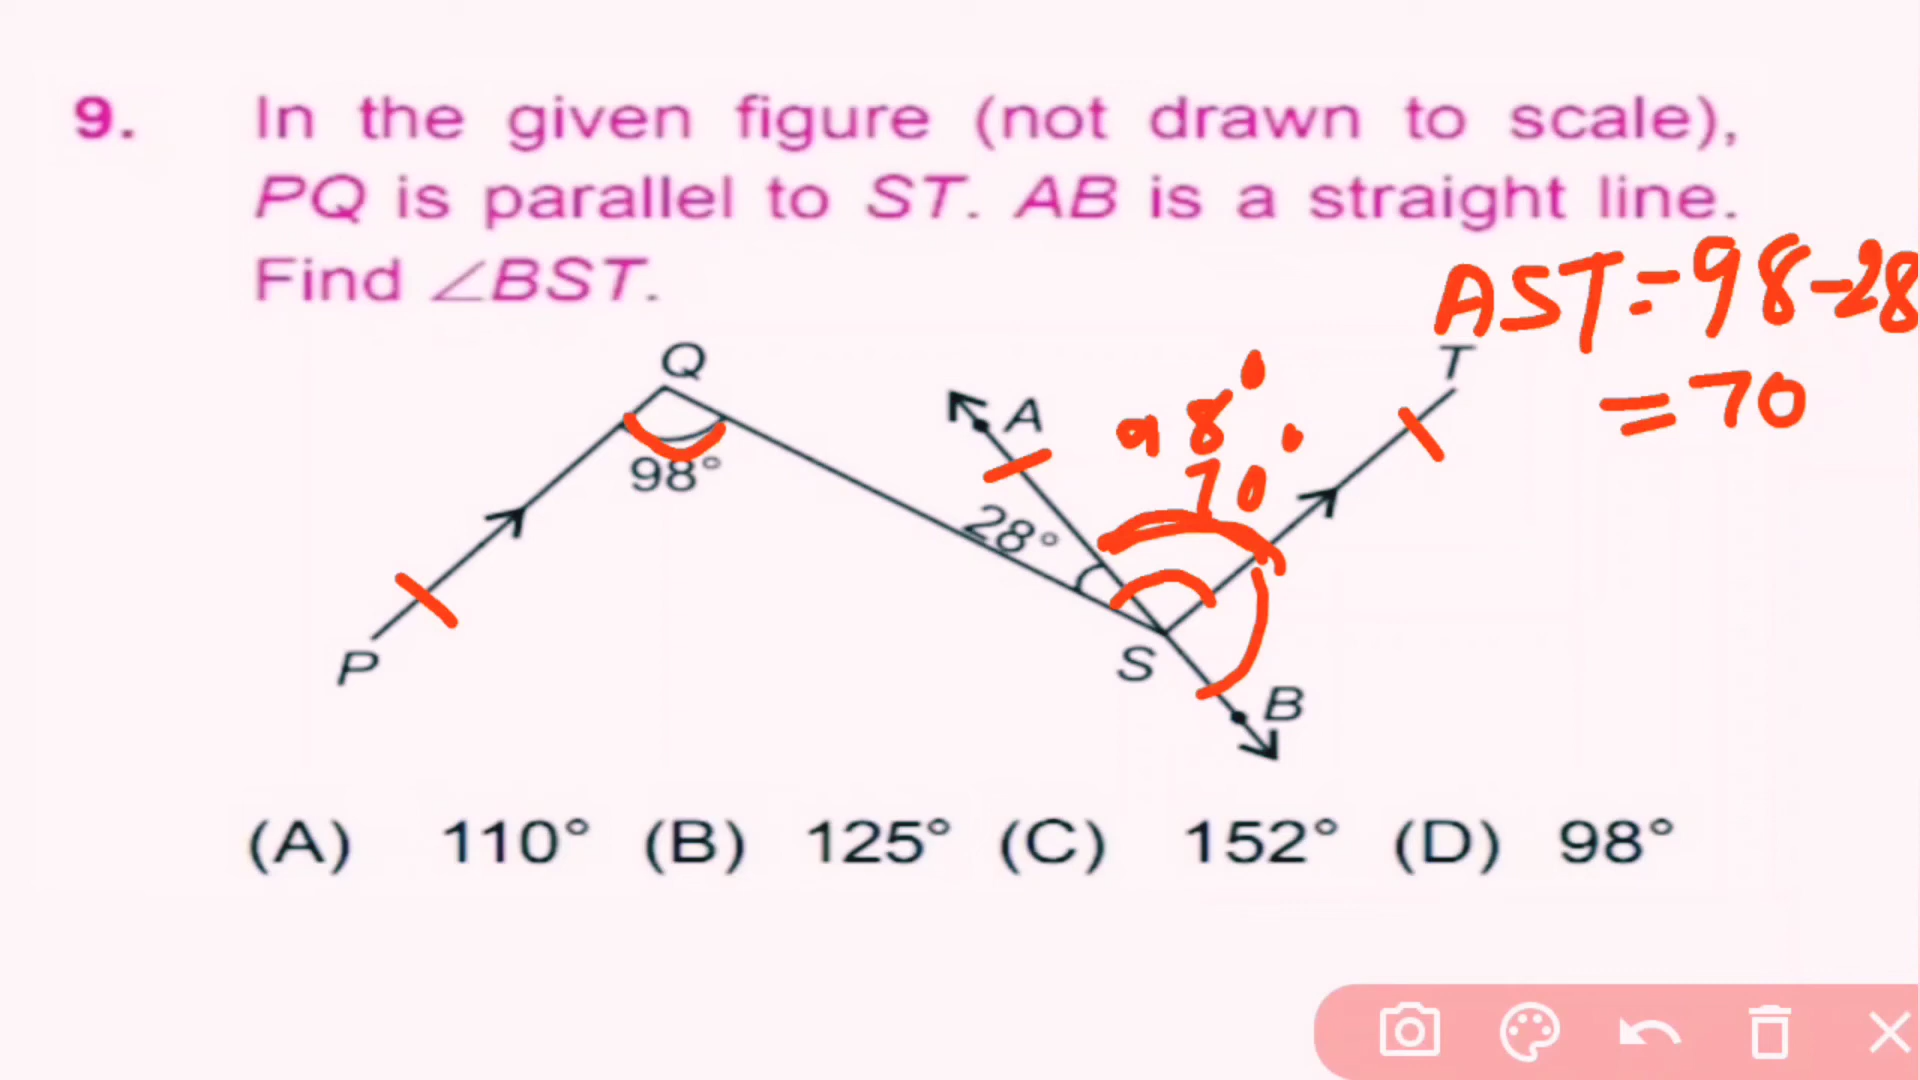 9. In the given figure (not drawn to scale),
PQ is parallel to ST. AB is a straight line.
Find ∠BST.
AST=98-28
=70
Q
A
98°
T
70°
98°
28°
P
S
B
(A) 110° (B) 125° (C) 152° (D) 98°